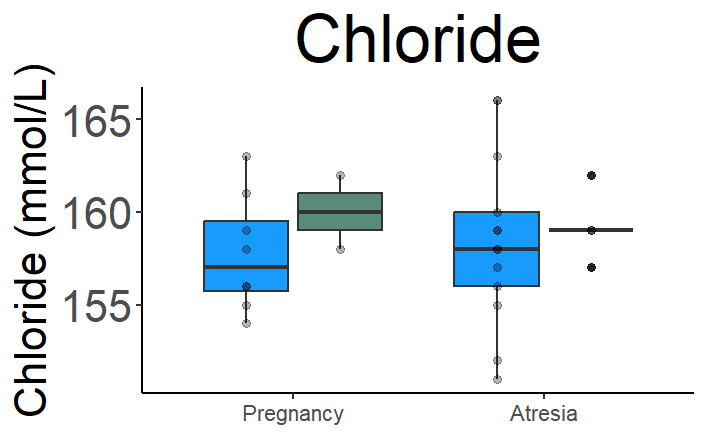 Chloride
Chloride (mmol/L)
165
160
155
Pregnancy
Atresia